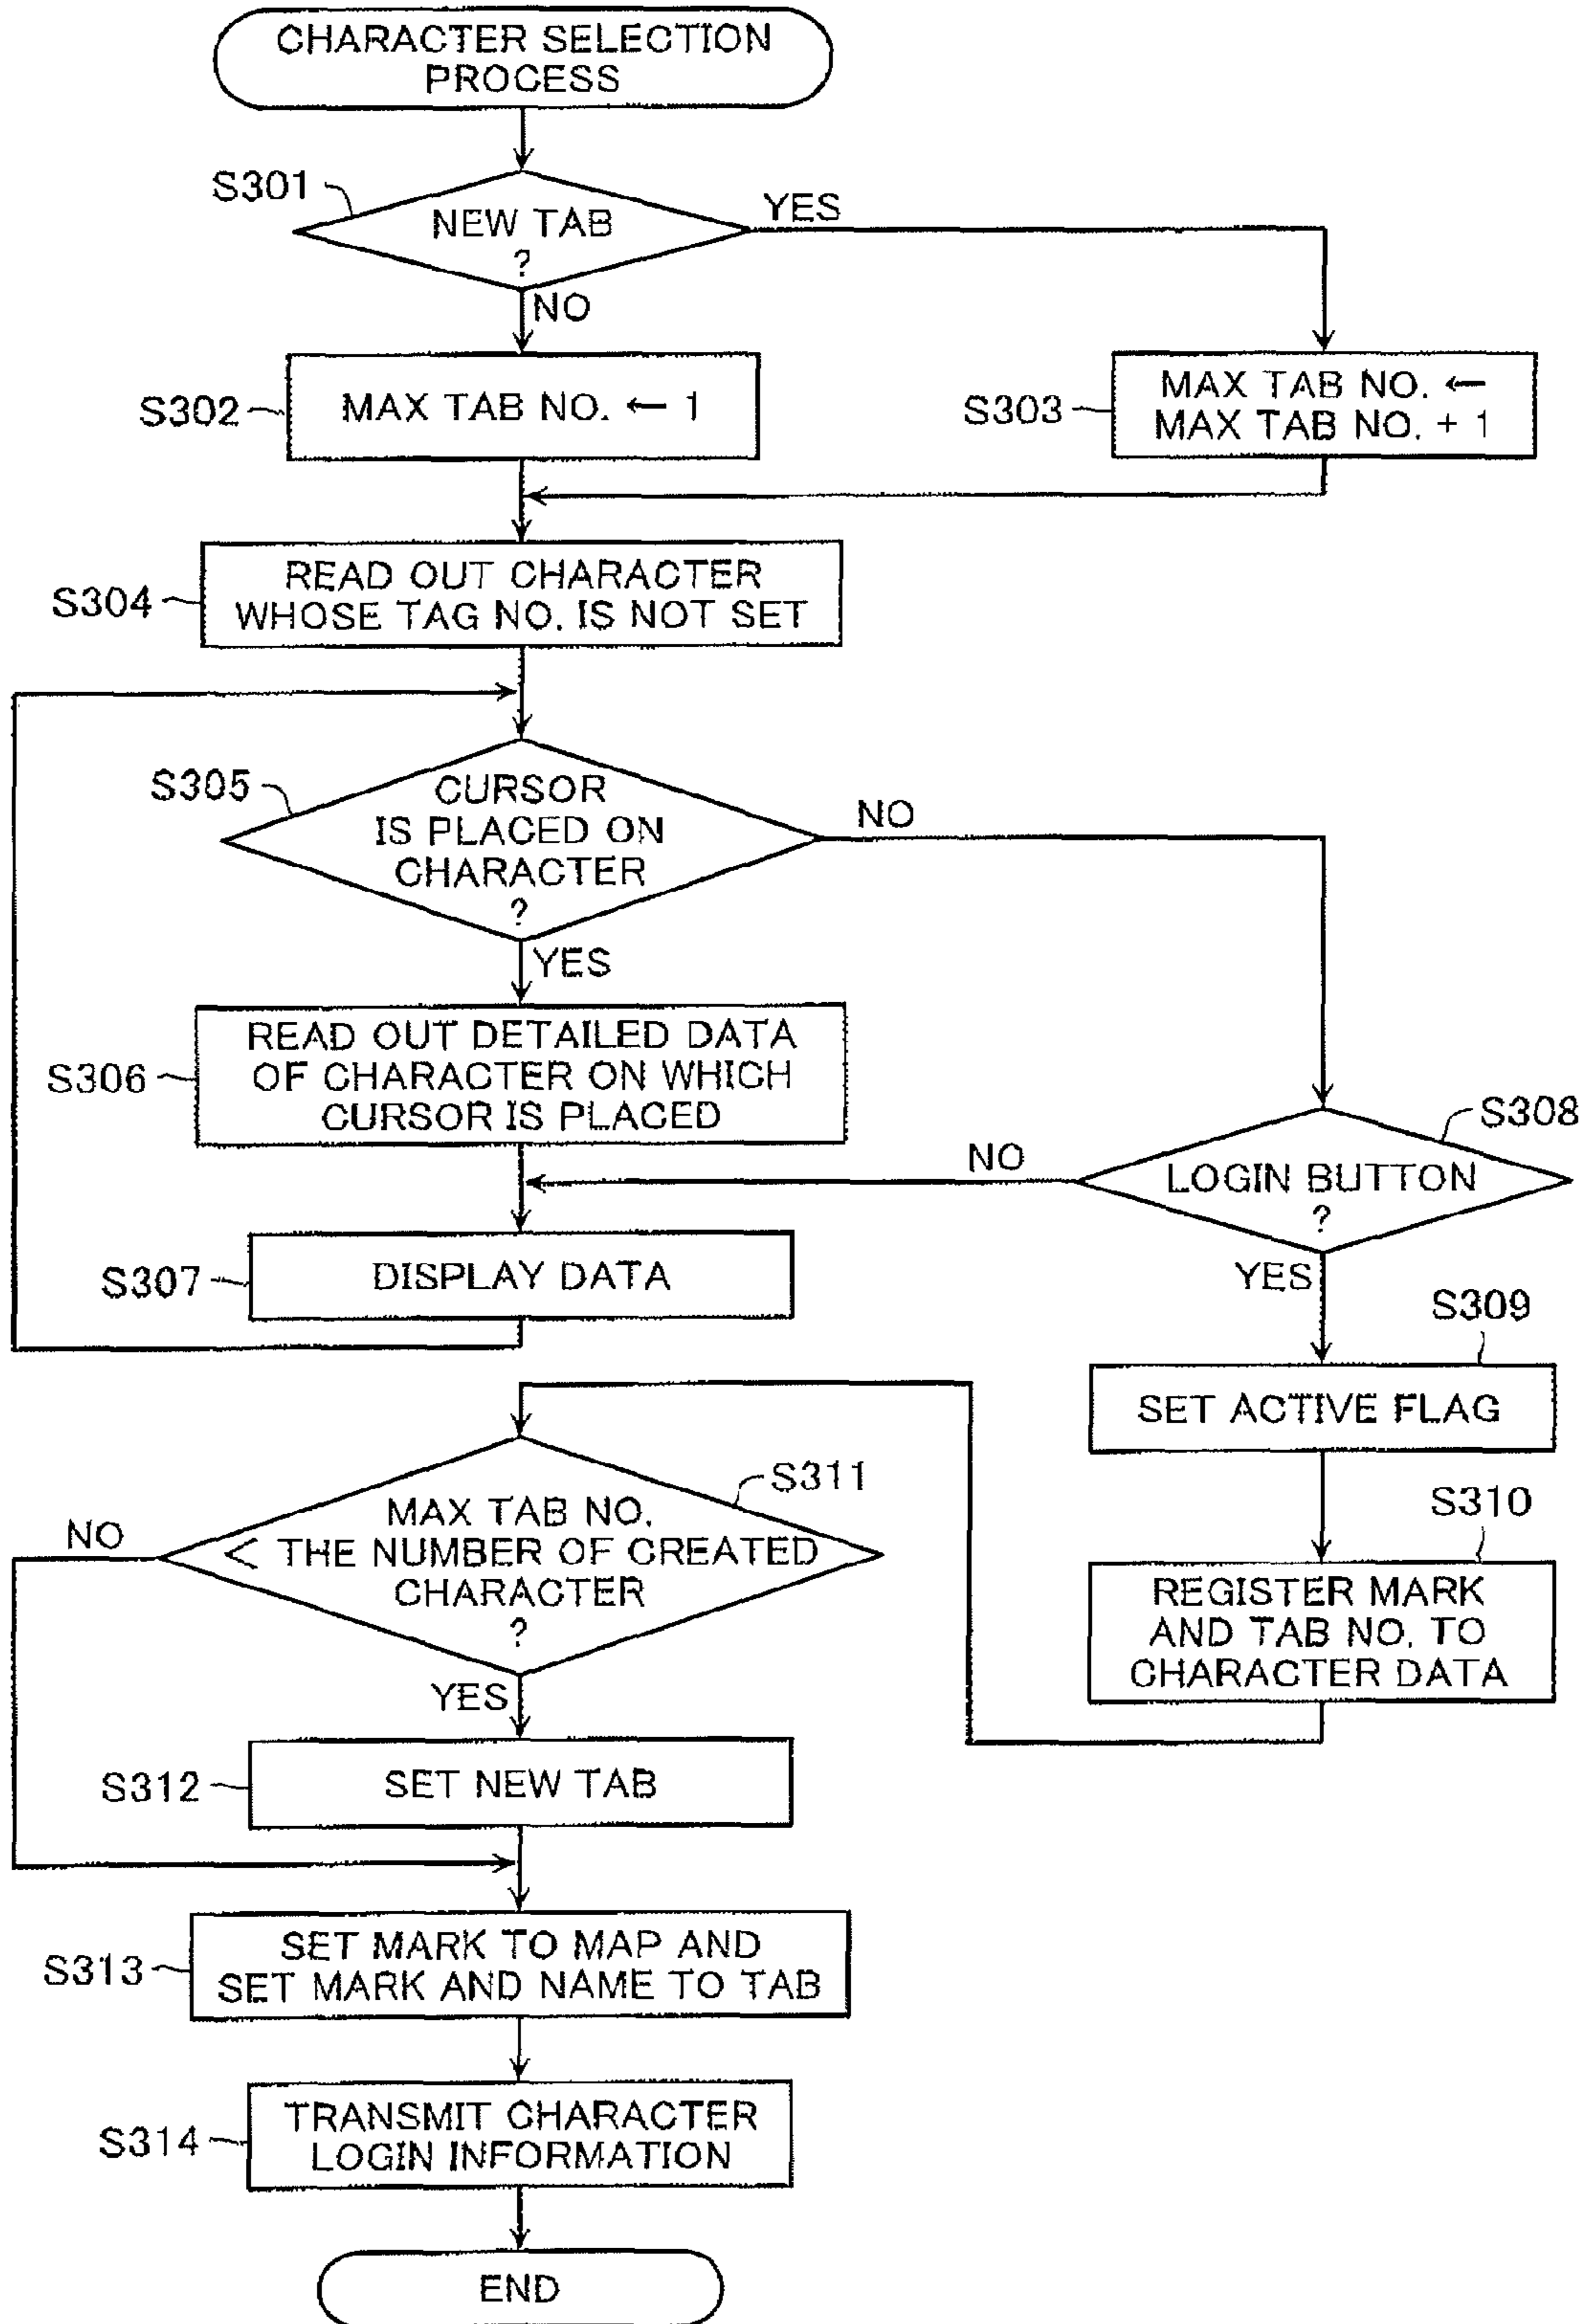 CHARACTER SELECTION
PROCESS
S301
NEW TAB
?
YES
NO
S302
MAX TAB NO. ← 1
S303
MAX TAB NO. ←
MAX TAB NO. + 1
S304
READ OUT CHARACTER
WHOSE TAG NO. IS NOT SET
S305
CURSOR
IS PLACED ON
CHARACTER
?
NO
YES
S306
READ OUT DETAILED DATA
OF CHARACTER ON WHICH
CURSOR IS PLACED
S308
LOGIN BUTTON
?
NO
YES
S307
DISPLAY DATA
S309
SET ACTIVE FLAG
S310
REGISTER MARK
AND TAB NO. TO
CHARACTER DATA
S311
MAX TAB NO.
< THE NUMBER OF CREATED
CHARACTER
?
NO
YES
S312
SET NEW TAB
S313
SET MARK TO MAP AND
SET MARK AND NAME TO TAB
S314
TRANSMIT CHARACTER
LOGIN INFORMATION
END